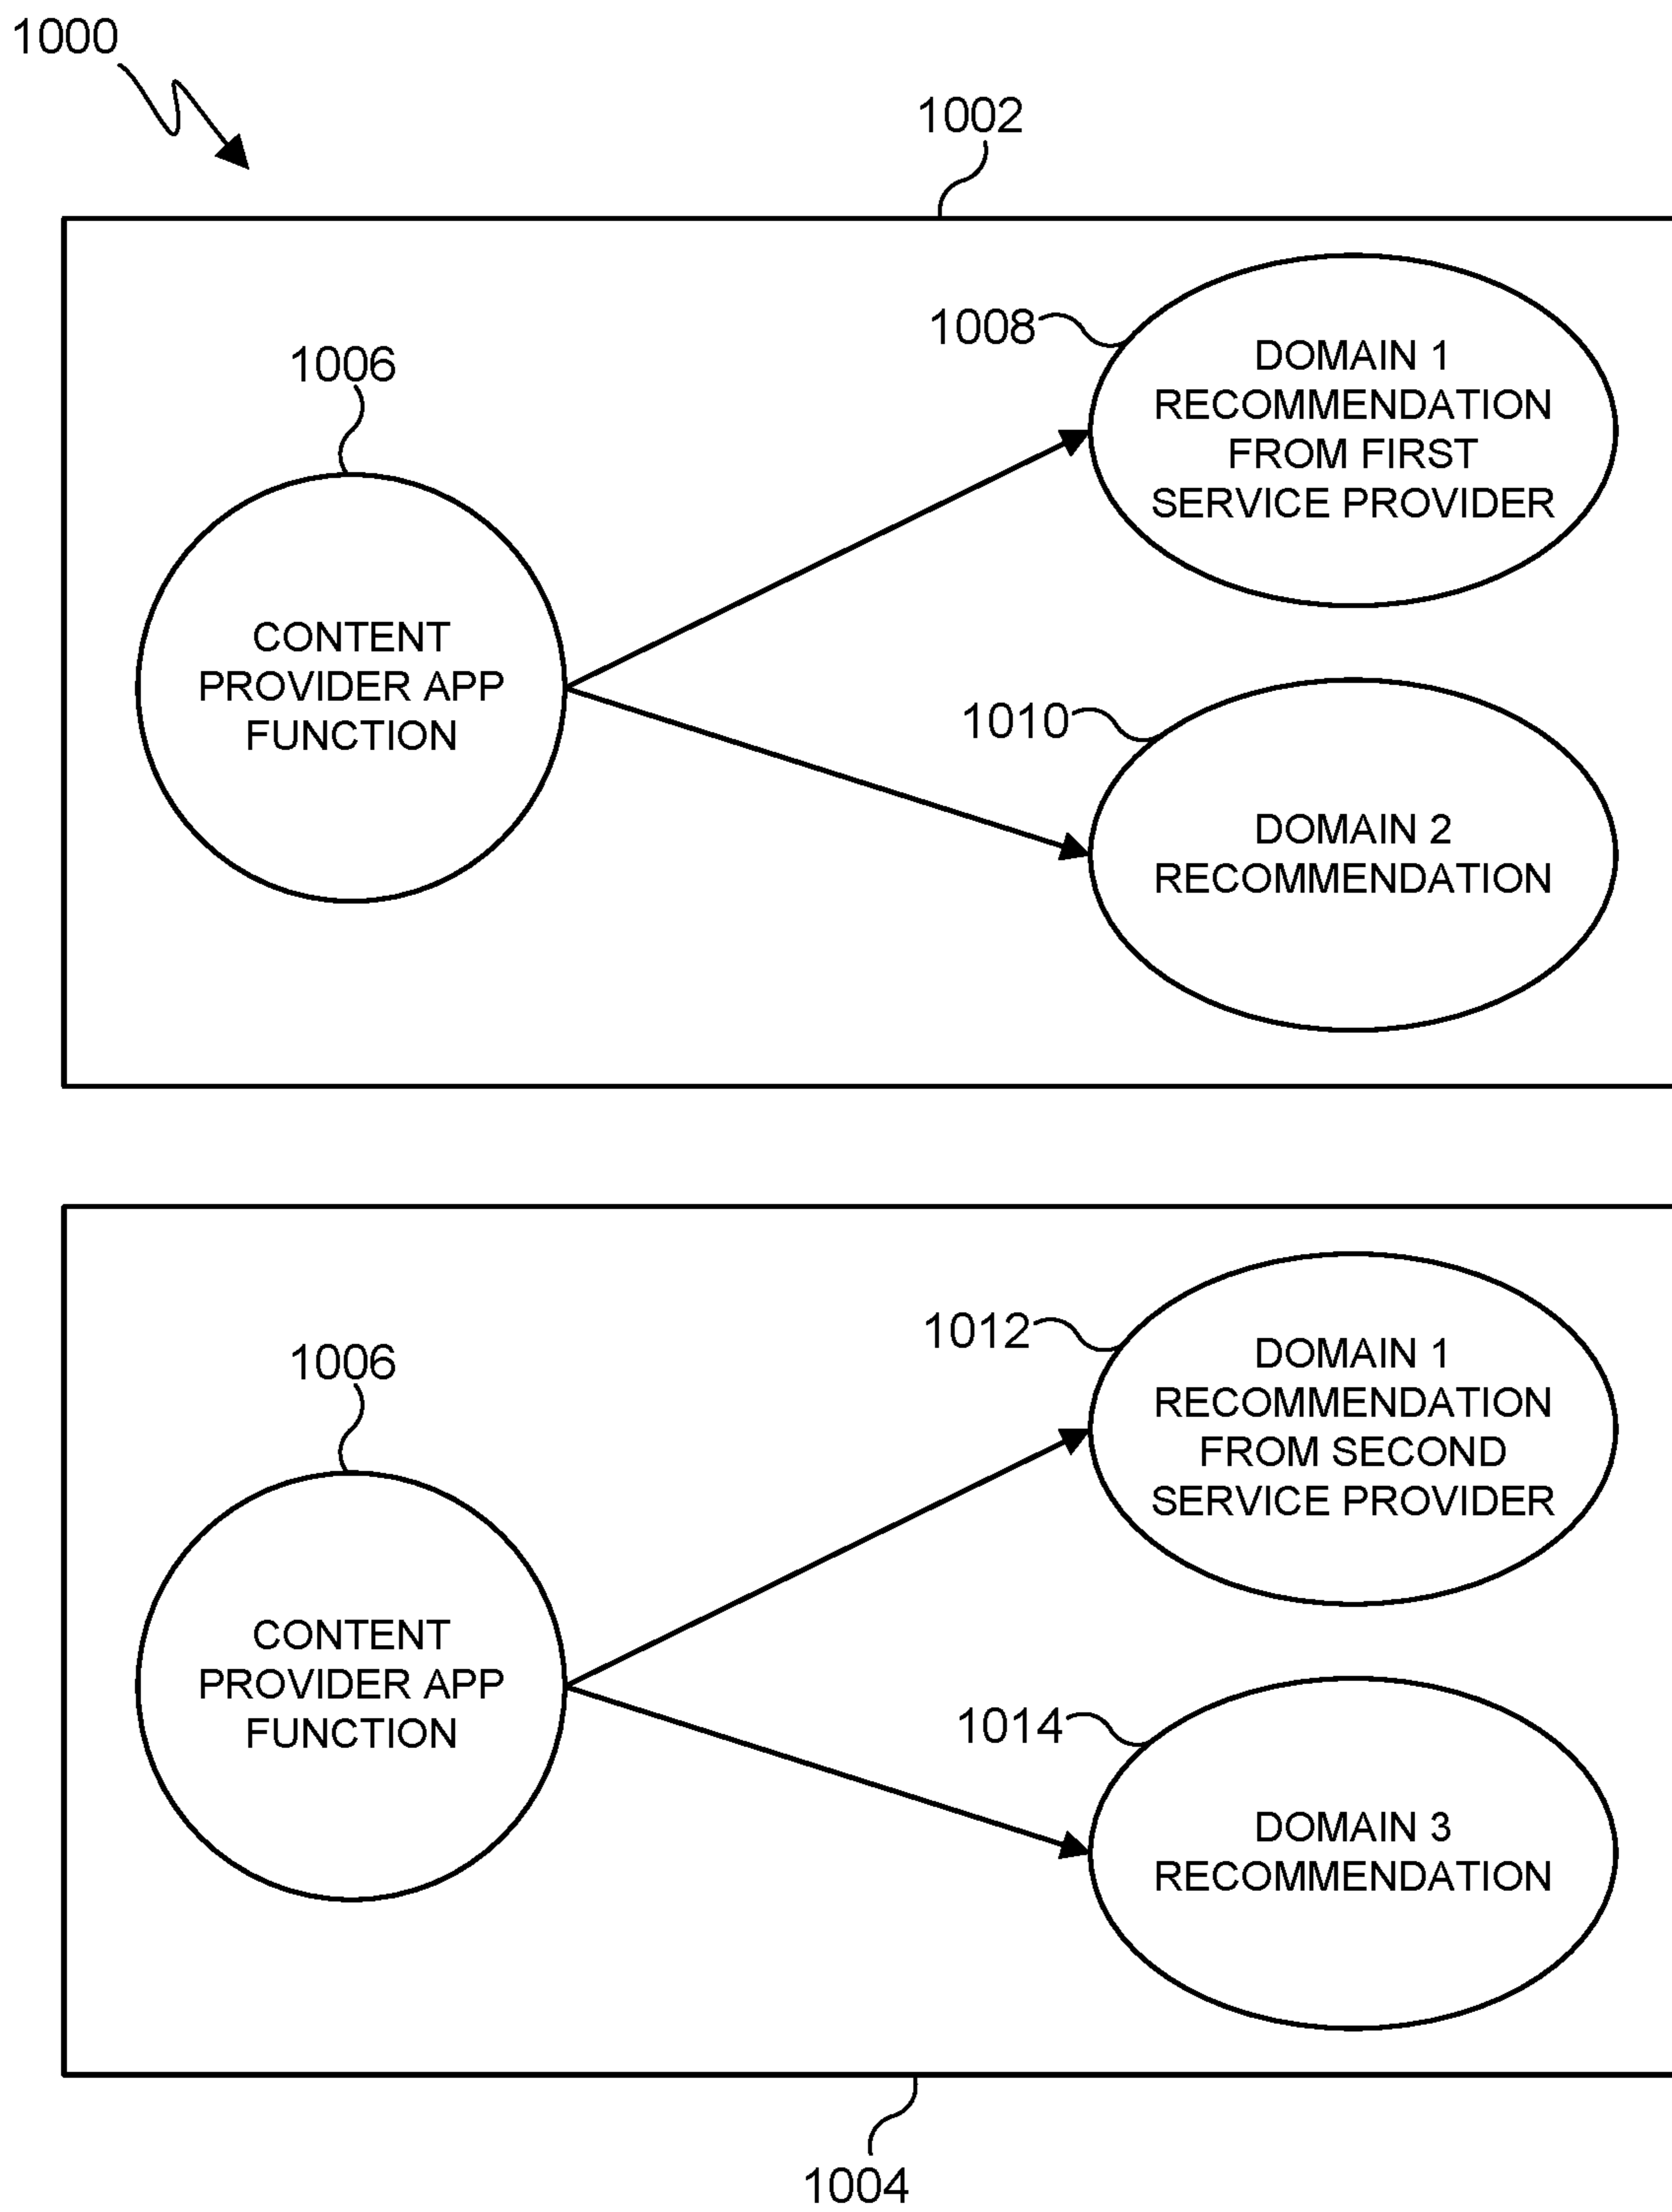 1000
1002
1008
DOMAIN 1
RECOMMENDATION
FROM FIRST
SERVICE PROVIDER
1006
CONTENT
PROVIDER APP
FUNCTION
1010
DOMAIN 2
RECOMMENDATION
1012
DOMAIN 1
RECOMMENDATION
FROM SECOND
SERVICE PROVIDER
1006
CONTENT
PROVIDER APP
FUNCTION
1014
DOMAIN 3
RECOMMENDATION
1004